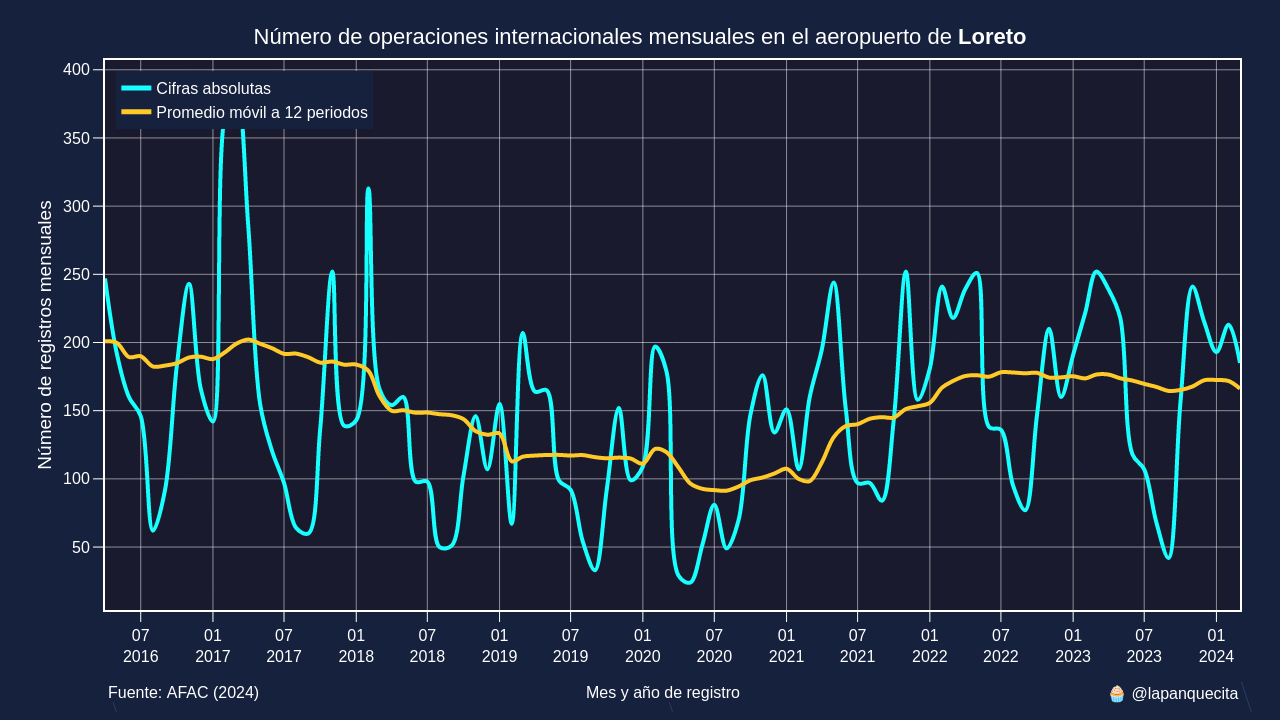 Número de operaciones internacionales mensuales en el aeropuerto de Loreto
Cifras absolutas
Promedio móvil a 12 periodos
Número de registros mensuales
400
350
300
250
200
150
100
50
07 01 07 01 07 01 07 01 07 01 07 01 07 01 07 01
2016 2017 2017 2018 2018 2019 2019 2020 2020 2021 2021 2022 2022 2023 2023 2024
Fuente: AFAC (2024)
Mes y año de registro
🧁 @lapanquecita